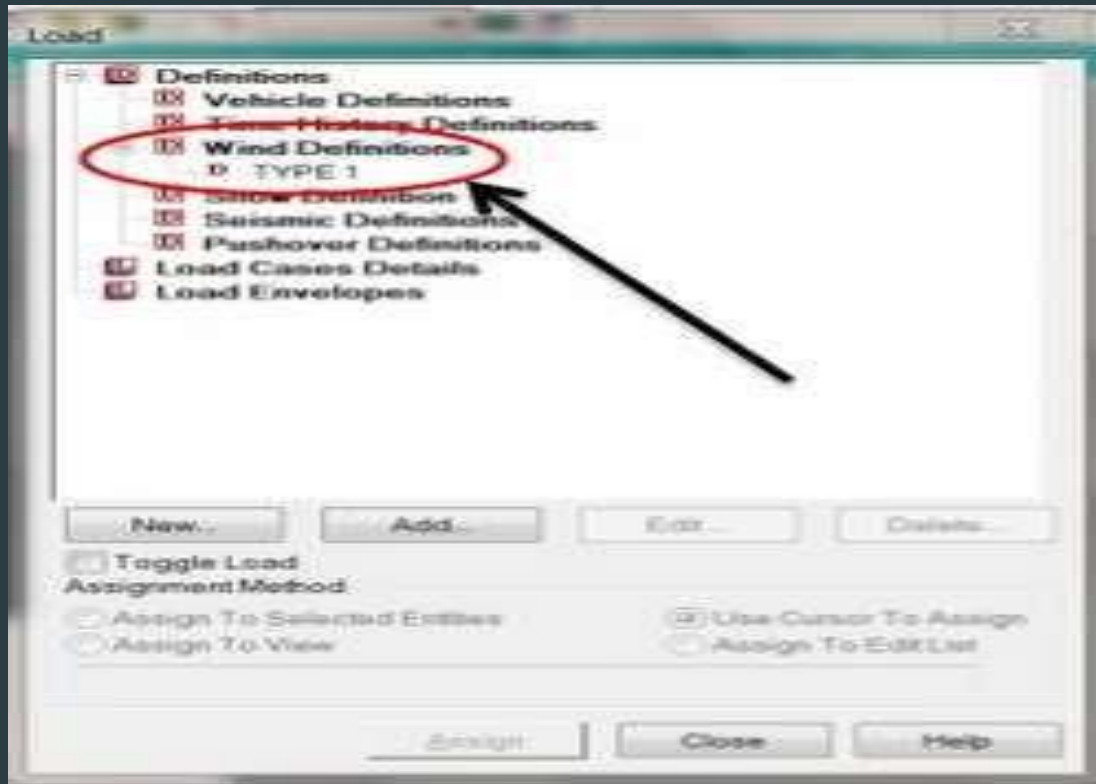 Load
Definitions
Vehicle Definitions
Time History Definitions
Wind Definitions
TYPE 1
Snow Definition
Seismic Definitions
Pushover Definitions
Load Cases Details
Load Envelopes
New... Add... Edit... Delete...
Toggle Load
Assignment Method
Assign To Selected Entities Use Cursor To Assign
Assign To View Assign To Edit List
Assign Close Help